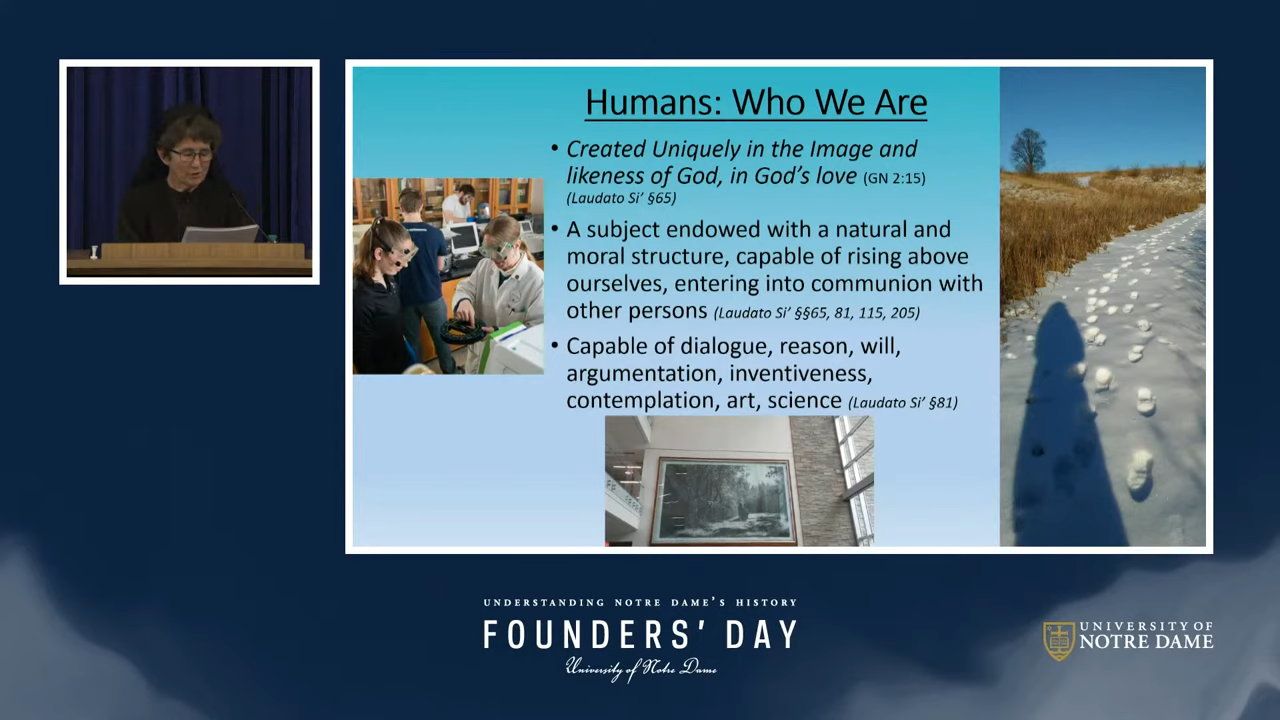 Humans: Who We Are
• Created Uniquely in the Image and
likeness of God, in God’s love (GN 2:15)
(Laudato Si’ §65)
• A subject endowed with a natural and
moral structure, capable of rising above
ourselves, entering into communion with
other persons (Laudato Si’ §§65, 81, 115, 205)
• Capable of dialogue, reason, will,
argumentation, inventiveness,
contemplation, art, science (Laudato Si’ §81)
UNDERSTANDING NOTRE DAME’S HISTORY
FOUNDERS’ DAY
University of Notre Dame
UNIVERSITY OF
NOTRE DAME